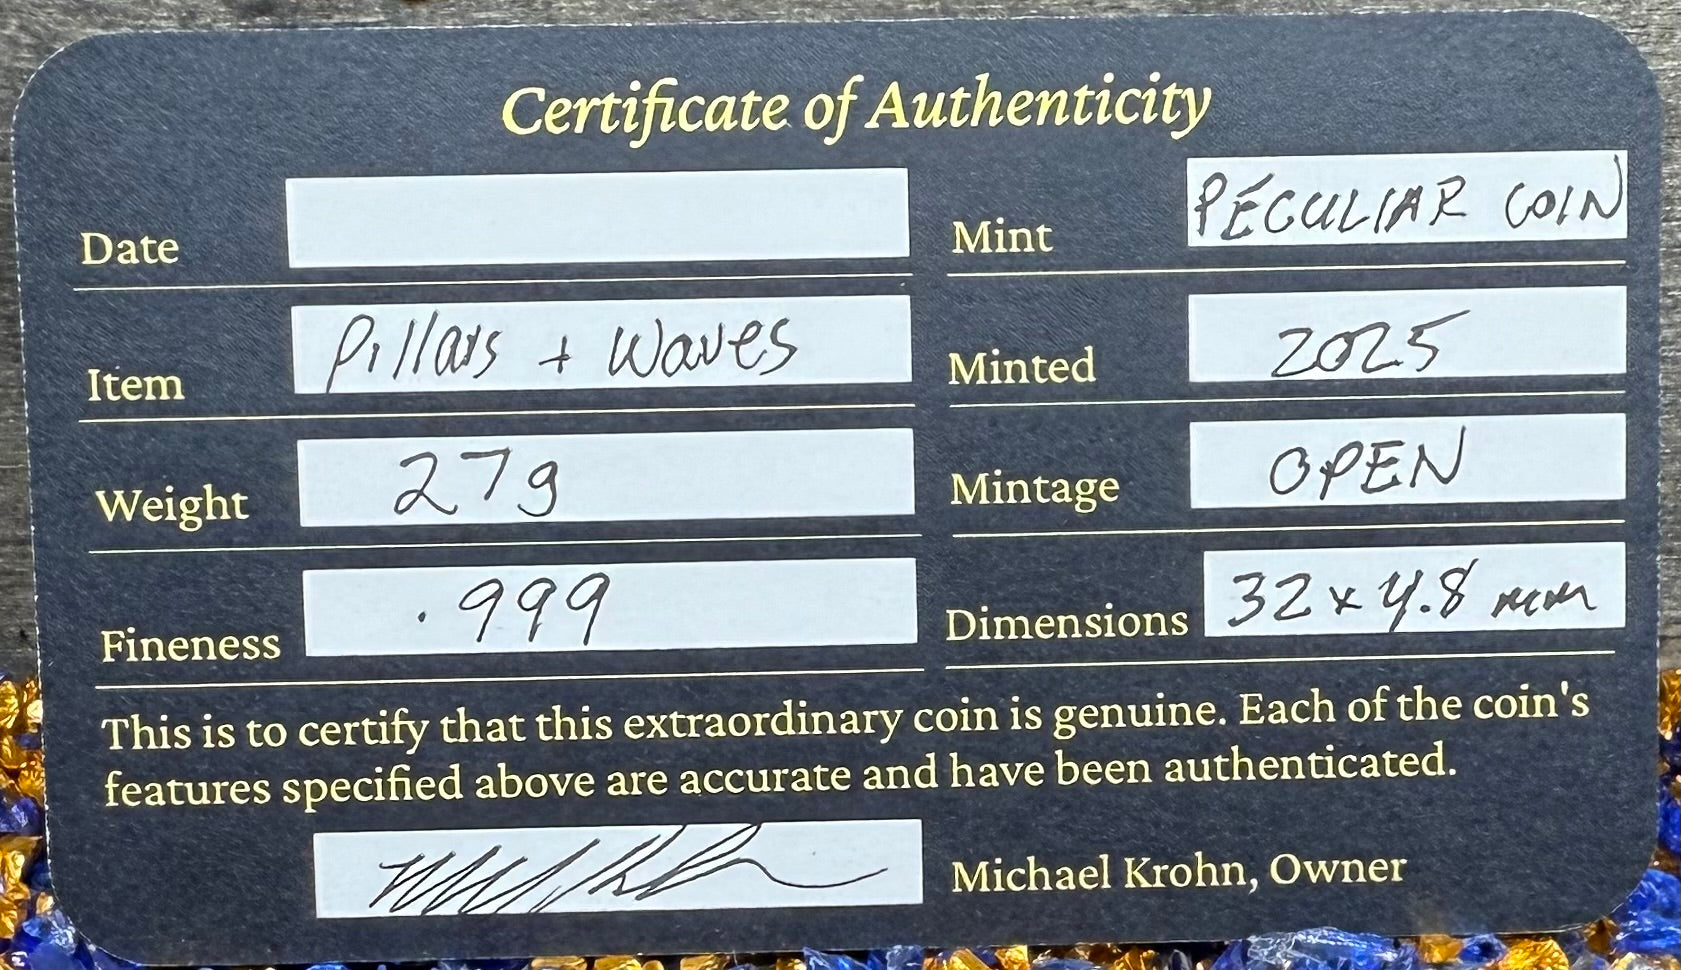 Certificate of Authenticity
Date
Mint PECULIAR COIN
Item Pillars + Waves
Minted 2025
Weight 27g
Mintage OPEN
Fineness .999
Dimensions 32 x 4.8 mm
This is to certify that this extraordinary coin is genuine. Each of the coin's
features specified above are accurate and have been authenticated.
Michael Krohn, Owner